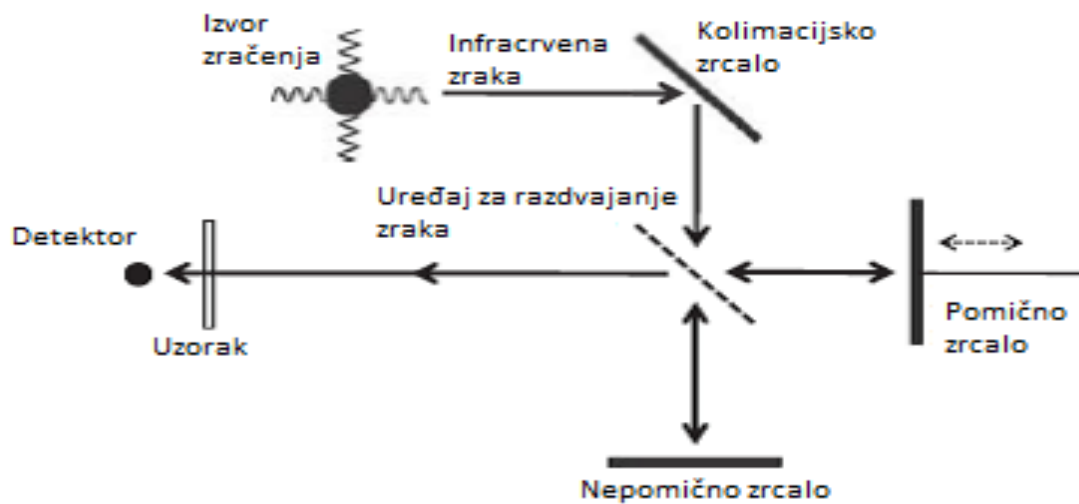 Izvor
zračenja
Infracrvena
zraka
Kolimacijsko
zrcalo
Uređaj za razdvajanje
zraka
Detektor
Uzorak
Pomično
zrcalo
Nepomično zrcalo